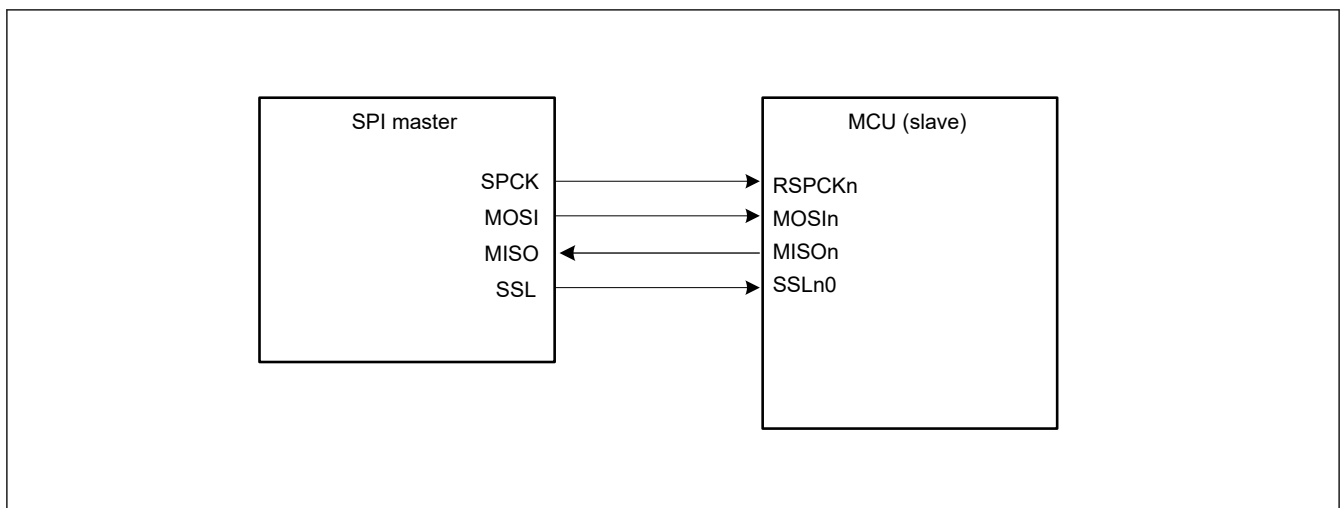 SPI master
SPCK
MOSI
MISO
SSL
MCU (slave)
RSPCKn
MOSIn
MISOn
SSLn0